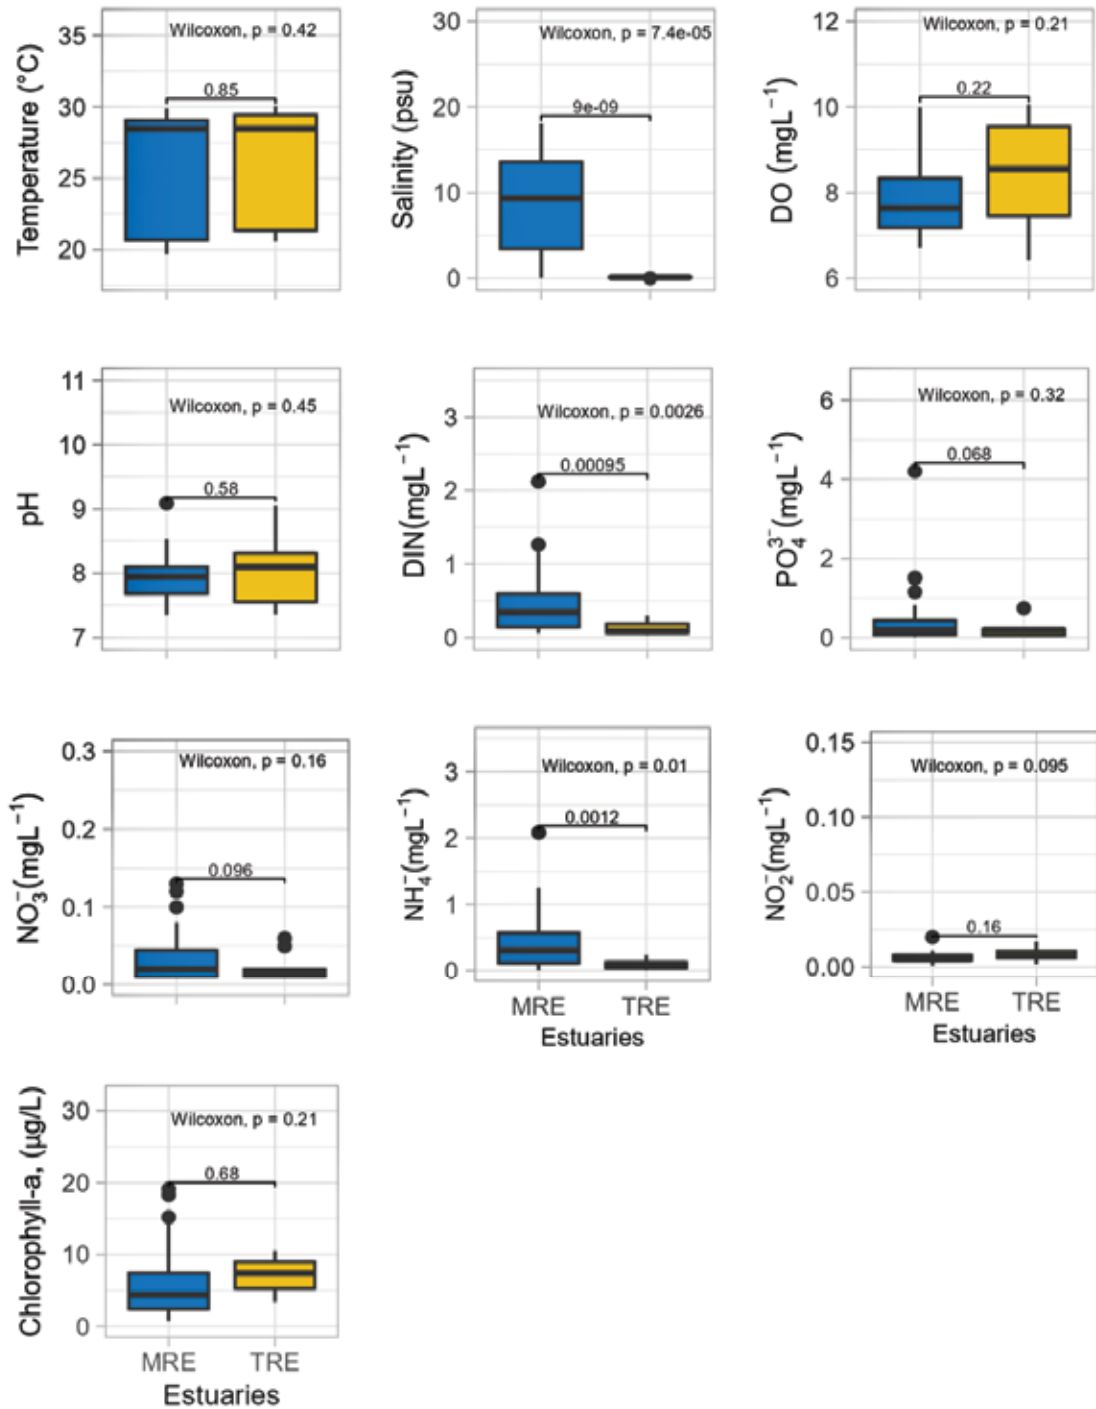 Temperature (°C)
35
30
25
20
Wilcoxon, p = 0.42
0.85
Salinity (psu)
30
20
10
0
Wilcoxon, p = 7.4e-05
9e-09
DO (mgL⁻¹)
12
10
8
6
Wilcoxon, p = 0.21
0.22
pH
11
10
9
8
7
Wilcoxon, p = 0.45
0.58
DIN(mgL⁻¹)
3
2
1
0
Wilcoxon, p = 0.0026
0.00095
PO₄³⁻(mgL⁻¹)
6
4
2
0
Wilcoxon, p = 0.32
0.068
NO₃⁻(mgL⁻¹)
0.3
0.2
0.1
0.0
Wilcoxon, p = 0.16
0.096
NH₄⁻(mgL⁻¹)
3
2
1
0
Wilcoxon, p = 0.01
0.0012
MRE TRE
Estuaries
NO₂⁻(mgL⁻¹)
0.15
0.10
0.05
0.00
Wilcoxon, p = 0.095
0.16
MRE TRE
Estuaries
Chlorophyll-a, (µg/L)
30
20
10
0
Wilcoxon, p = 0.21
0.68
MRE TRE
Estuaries